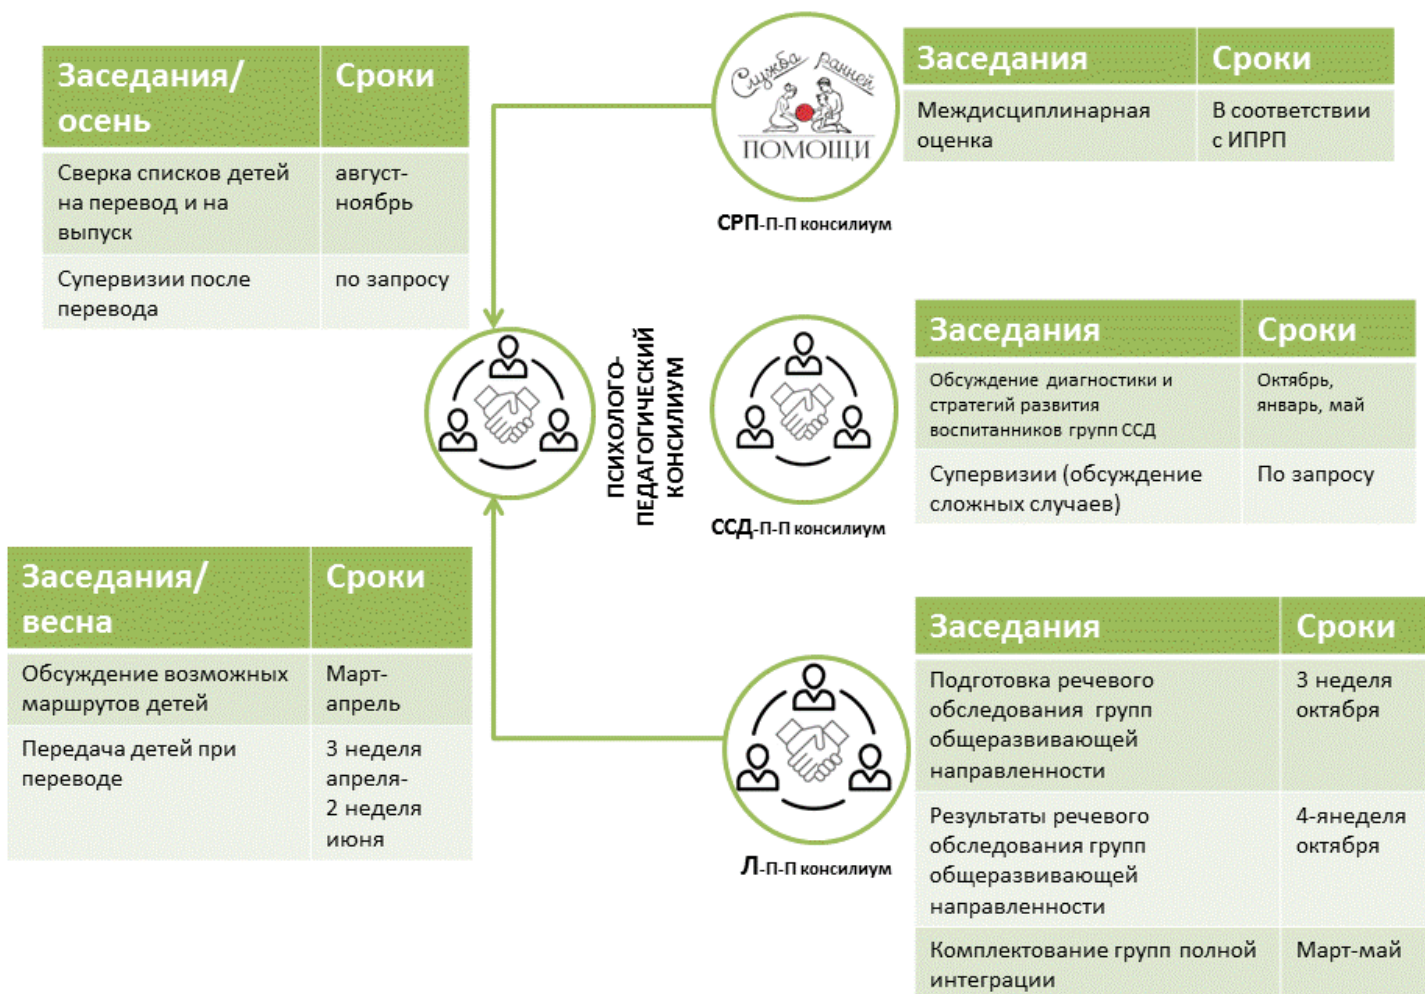 Заседания/ Сроки
осень
Сверка списков детей август-
на перевод и на ноябрь
выпуск
Супервизии после по запросу
перевода
Служба Ранней
ПОМОЩИ
СРП-П-П консилиум
Заседания Сроки
Междисциплинарная В соответствии
оценка с ИПРП
ПСИХОЛОГО-
ПЕДАГОГИЧЕСКИЙ
КОНСИЛИУМ
ССД-П-П консилиум
Заседания Сроки
Обсуждение диагностики и Октябрь,
стратегий развития январь, май
воспитанников групп ССД
Супервизии (обсуждение По запросу
сложных случаев)
Заседания/ Сроки
весна
Обсуждение возможных Март-
маршрутов детей апрель
Передача детей при 3 неделя
переводе апреля-
2 неделя
июня
Л-П-П консилиум
Заседания Сроки
Подготовка речевого 3 неделя
обследования групп октября
общеразвивающей
направленности
Результаты речевого 4-янеделя
обследования групп октября
общеразвивающей
направленности
Комплектование групп полной Март-май
интеграции